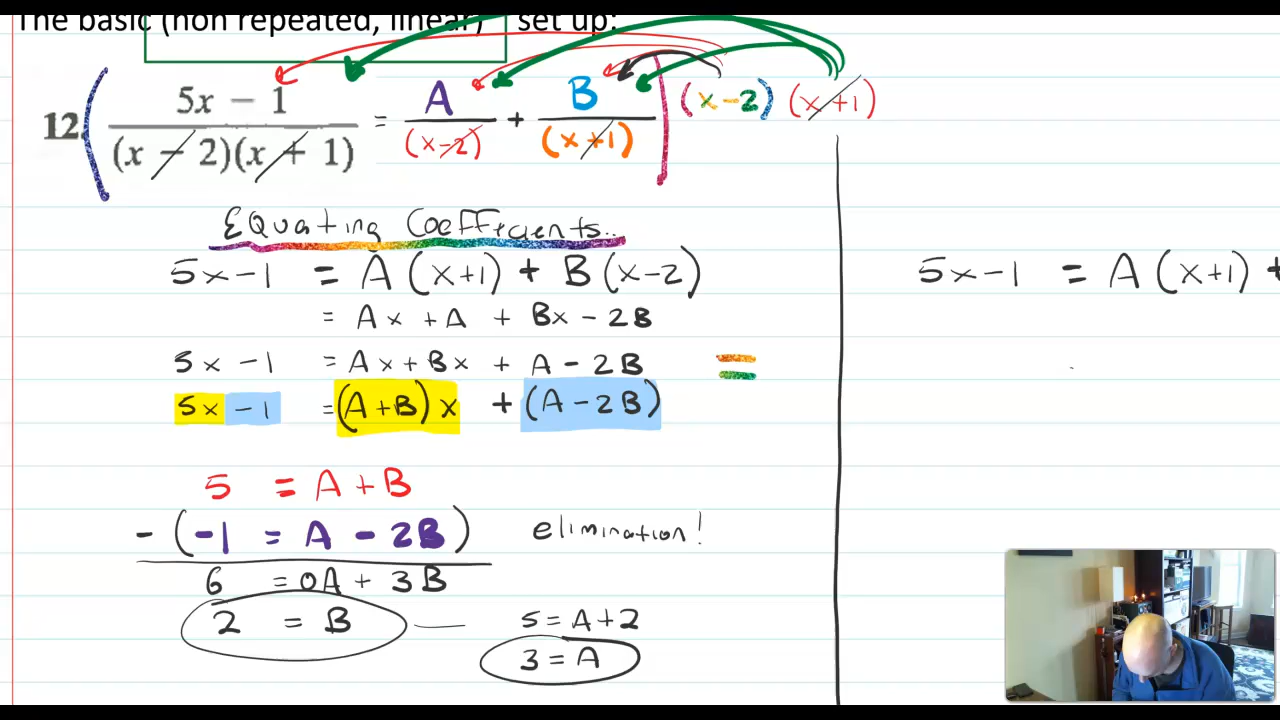 The basic (non repeated, linear) set up:
12. ( (5x - 1)/((x - 2)(x + 1)) = A/(x-2) + B/(x+1) ) (x-2) (x+1)
Equating Coefficients...
5x-1 = A(x+1) + B(x-2)
= Ax + A + Bx - 2B
5x - 1 = Ax + Bx + A - 2B
5x - 1 = (A+B)x + (A - 2B)
5 = A + B
- (-1 = A - 2B) elimination!
6 = 0A + 3B
2 = B — 5 = A+2
3 = A
5x-1 = A(x+1) +
=